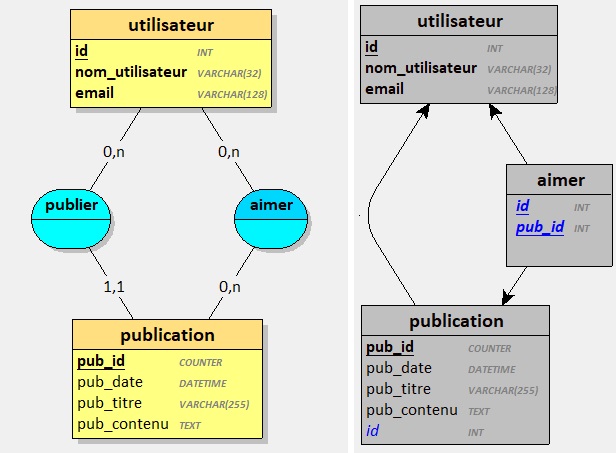 utilisateur
id INT
nom_utilisateur VARCHAR(32)
email VARCHAR(128)
0,n 0,n
publier aimer
1,1 0,n
publication
pub_id COUNTER
pub_date DATETIME
pub_titre VARCHAR(255)
pub_contenu TEXT
utilisateur
id INT
nom_utilisateur VARCHAR(32)
email VARCHAR(128)
aimer
id INT
pub_id INT
publication
pub_id COUNTER
pub_date DATETIME
pub_titre VARCHAR(255)
pub_contenu TEXT
id INT